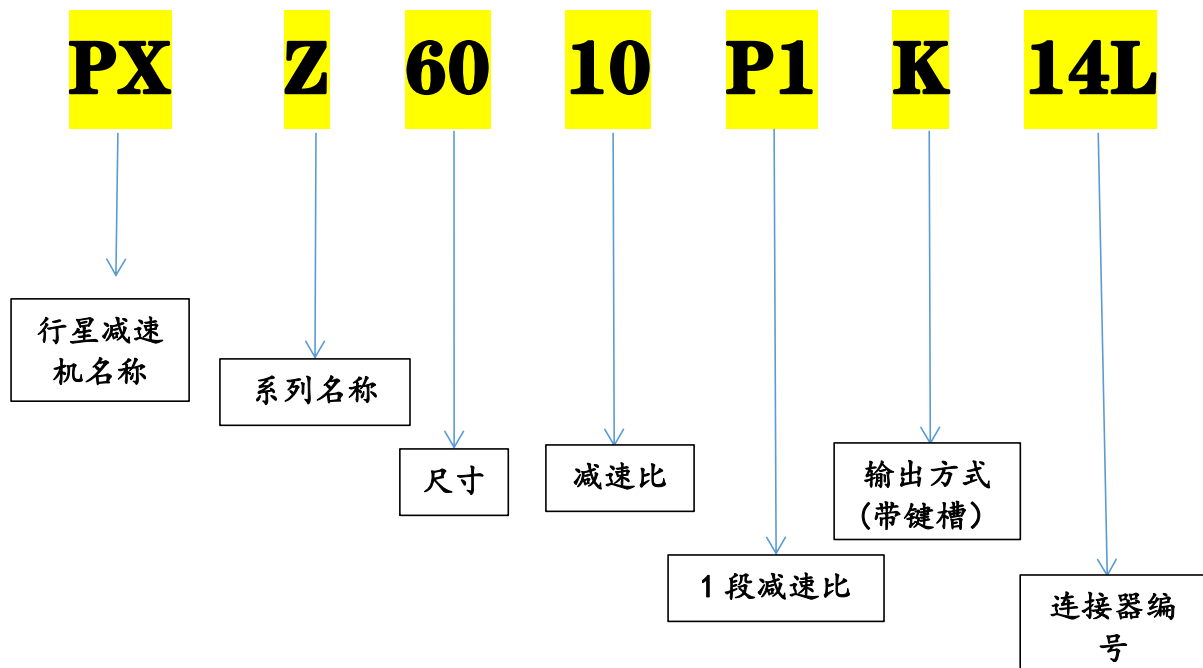 PX Z 60 10 P1 K 14L
行星减速
机名称
系列名称
尺寸
减速比
输出方式
(带键槽）
1段减速比
连接器编
号